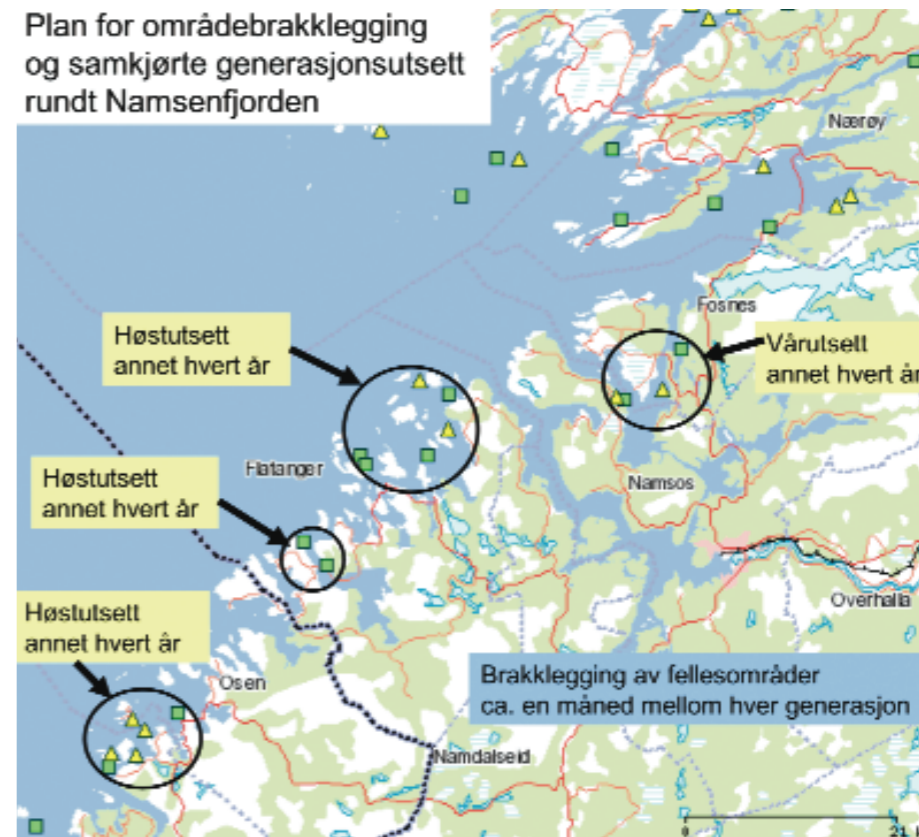 Plan for områdebrakklegging
og samkjørte generasjonsutsett
rundt Namsenfjorden
Nærøy
Fosnes
Høstutsett
annet hvert år
Vårutsett
annet hvert år
Flatanger
Namsos
Høstutsett
annet hvert år
Overhalla
Høstutsett
annet hvert år
Osen
Brakklegging av fellesområder
ca. en måned mellom hver generasjon
Namdalseid
0